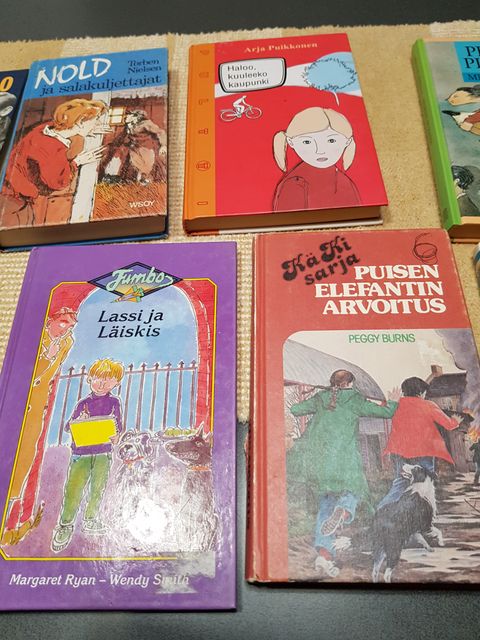 NOLD
Torben
Nielsen
ja salakuljettajat
WSOY
Arja Puikkonen
Haloo,
kuuleeko
kaupunki
Jumbo
Lassi ja
Läiskis
Margaret Ryan – Wendy Smith
KäKi
sarja
PUISEN
ELEFANTIN
ARVOITUS
PEGGY BURNS